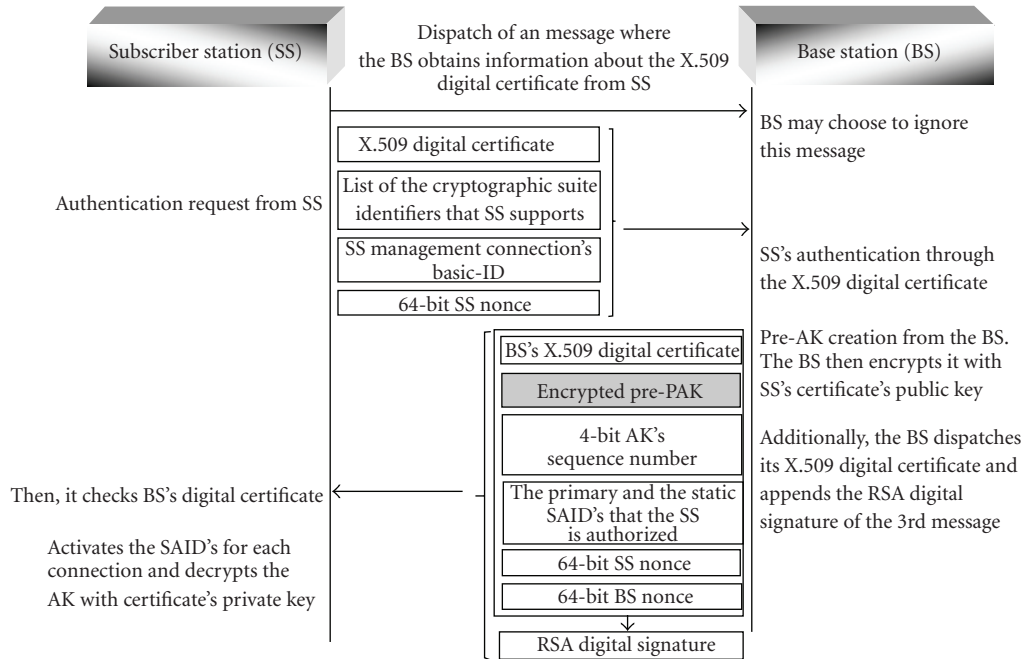 Subscriber station (SS)
Dispatch of an message where
the BS obtains information about the X.509
digital certificate from SS
Base station (BS)
BS may choose to ignore
this message
X.509 digital certificate
List of the cryptographic suite
identifiers that SS supports
Authentication request from SS
SS management connection's
basic-ID
64-bit SS nonce
SS's authentication through
the X.509 digital certificate
BS's X.509 digital certificate
Encrypted pre-PAK
Pre-AK creation from the BS.
The BS then encrypts it with
SS's certificate's public key
4-bit AK's
sequence number
The primary and the static
SAID's that the SS
is authorized
64-bit SS nonce
64-bit BS nonce
RSA digital signature
Additionally, the BS dispatches
its X.509 digital certificate and
appends the RSA digital
signature of the 3rd message
Then, it checks BS's digital certificate
Activates the SAID's for each
connection and decrypts the
AK with certificate's private key